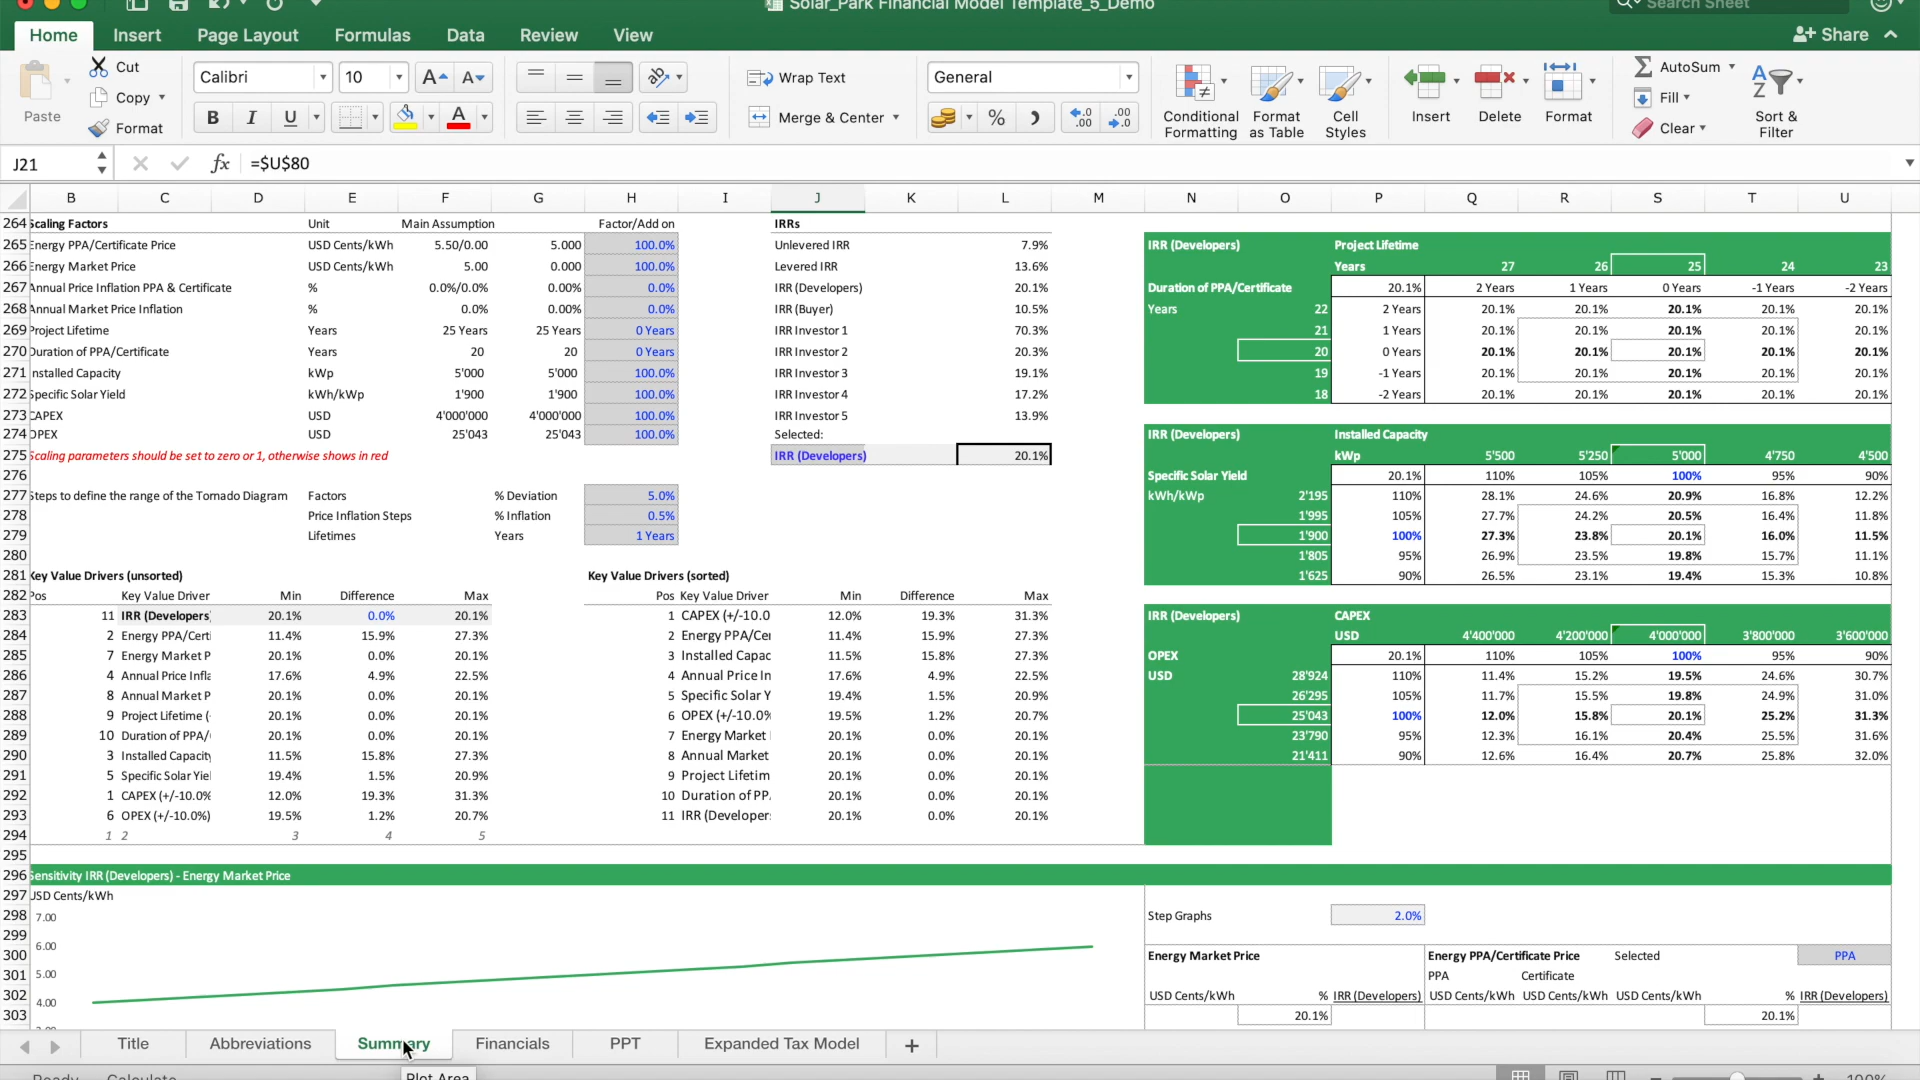 Solar_Park Financial Model Template_5_Demo
Search Sheet
Home Insert Page Layout Formulas Data Review View Share
Paste Cut Copy Format
Calibri 10 A A Wrap Text General
B I U A Merge & Center % .00 .00
Conditional Formatting Format as Table Cell Styles Insert Delete Format
AutoSum Fill Clear Sort & Filter
J21 fx =$U$80
B C D E F G H I J K L M N O P Q R S T U
264 Scaling Factors Unit Main Assumption Factor/Add on IRRs
265 Energy PPA/Certificate Price USD Cents/kWh 5.50/0.00 5.000 100.0% Unlevered IRR 7.9% IRR (Developers) Project Lifetime
266 Energy Market Price USD Cents/kWh 5.00 0.000 100.0% Levered IRR 13.6% Years 27 26 25 24 23
267 Annual Price Inflation PPA & Certificate % 0.0%/0.0% 0.00% 0.0% IRR (Developers) 20.1% Duration of PPA/Certificate 20.1% 2 Years 1 Years 0 Years -1 Years -2 Years
268 Annual Market Price Inflation % 0.0% 0.00% 0.0% IRR (Buyer) 10.5% Years 22 2 Years 20.1% 20.1% 20.1% 20.1% 20.1%
269 Project Lifetime Years 25 Years 25 Years 0 Years IRR Investor 1 70.3% 21 1 Years 20.1% 20.1% 20.1% 20.1% 20.1%
270 Duration of PPA/Certificate Years 20 20 0 Years IRR Investor 2 20.3% 20 0 Years 20.1% 20.1% 20.1% 20.1% 20.1%
271 Installed Capacity kWp 5'000 5'000 100.0% IRR Investor 3 19.1% 19 -1 Years 20.1% 20.1% 20.1% 20.1% 20.1%
272 Specific Solar Yield kWh/kWp 1'900 1'900 100.0% IRR Investor 4 17.2% 18 -2 Years 20.1% 20.1% 20.1% 20.1% 20.1%
273 CAPEX USD 4'000'000 4'000'000 100.0% IRR Investor 5 13.9%
274 OPEX USD 25'043 25'043 100.0% Selected: IRR (Developers) Installed Capacity
275 Scaling parameters should be set to zero or 1, otherwise shows in red IRR (Developers) 20.1% kWp 5'500 5'250 5'000 4'750 4'500
276 Specific Solar Yield 20.1% 110% 105% 100% 95% 90%
277 Steps to define the range of the Tornado Diagram Factors % Deviation 5.0% kWh/kWp 2'195 110% 28.1% 24.6% 20.9% 16.8% 12.2%
278 Price Inflation Steps % Inflation 0.5% 1'995 105% 27.7% 24.2% 20.5% 16.4% 11.8%
279 Lifetimes Years 1 Years 1'900 100% 27.3% 23.8% 20.1% 16.0% 11.5%
280 1'805 95% 26.9% 23.5% 19.8% 15.7% 11.1%
281 Key Value Drivers (unsorted) Key Value Drivers (sorted) 1'625 90% 26.5% 23.1% 19.4% 15.3% 10.8%
282 Pos Key Value Driver Min Difference Max Pos Key Value Driver Min Difference Max
283 11 IRR (Developers) 20.1% 0.0% 20.1% 1 CAPEX (+/-10.0 12.0% 19.3% 31.3% IRR (Developers) CAPEX
284 2 Energy PPA/Certi 11.4% 15.9% 27.3% 2 Energy PPA/Cer 11.4% 15.9% 27.3% USD 4'400'000 4'200'000 4'000'000 3'800'000 3'600'000
285 7 Energy Market P 20.1% 0.0% 20.1% 3 Installed Capac 11.5% 15.8% 27.3% OPEX 20.1% 110% 105% 100% 95% 90%
286 4 Annual Price Infla 17.6% 4.9% 22.5% 4 Annual Price In 17.6% 4.9% 22.5% USD 28'924 110% 11.4% 15.2% 19.5% 24.6% 30.7%
287 8 Annual Market P 20.1% 0.0% 20.1% 5 Specific Solar Y 19.4% 1.5% 20.9% 26'295 105% 11.7% 15.5% 19.8% 24.9% 31.0%
288 9 Project Lifetime ( 20.1% 0.0% 20.1% 6 OPEX (+/-10.0% 19.5% 1.2% 20.7% 25'043 100% 12.0% 15.8% 20.1% 25.2% 31.3%
289 10 Duration of PPA/ 20.1% 0.0% 20.1% 7 Energy Market 20.1% 0.0% 20.1% 23'790 95% 12.3% 16.1% 20.4% 25.5% 31.6%
290 3 Installed Capacity 11.5% 15.8% 27.3% 8 Annual Market 20.1% 0.0% 20.1% 21'411 90% 12.6% 16.4% 20.7% 25.8% 32.0%
291 5 Specific Solar Yiel 19.4% 1.5% 20.9% 9 Project Lifetim 20.1% 0.0% 20.1%
292 1 CAPEX (+/-10.0% 12.0% 19.3% 31.3% 10 Duration of PP 20.1% 0.0% 20.1%
293 6 OPEX (+/-10.0%) 19.5% 1.2% 20.7% 11 IRR (Developer 20.1% 0.0% 20.1%
294 1 2 3 4 5
295
296 Sensitivity IRR (Developers) - Energy Market Price
297 USD Cents/kWh
298 7.00 Step Graphs 2.0%
299
300 6.00 Energy Market Price Energy PPA/Certificate Price Selected PPA
301 5.00 PPA Certificate
302 4.00 USD Cents/kWh % IRR (Developers) USD Cents/kWh USD Cents/kWh USD Cents/kWh % IRR (Developers)
303 20.1% 20.1%
Title Abbreviations Summary Financials PPT Expanded Tax Model +
Ready Calculate Plot Area 100%